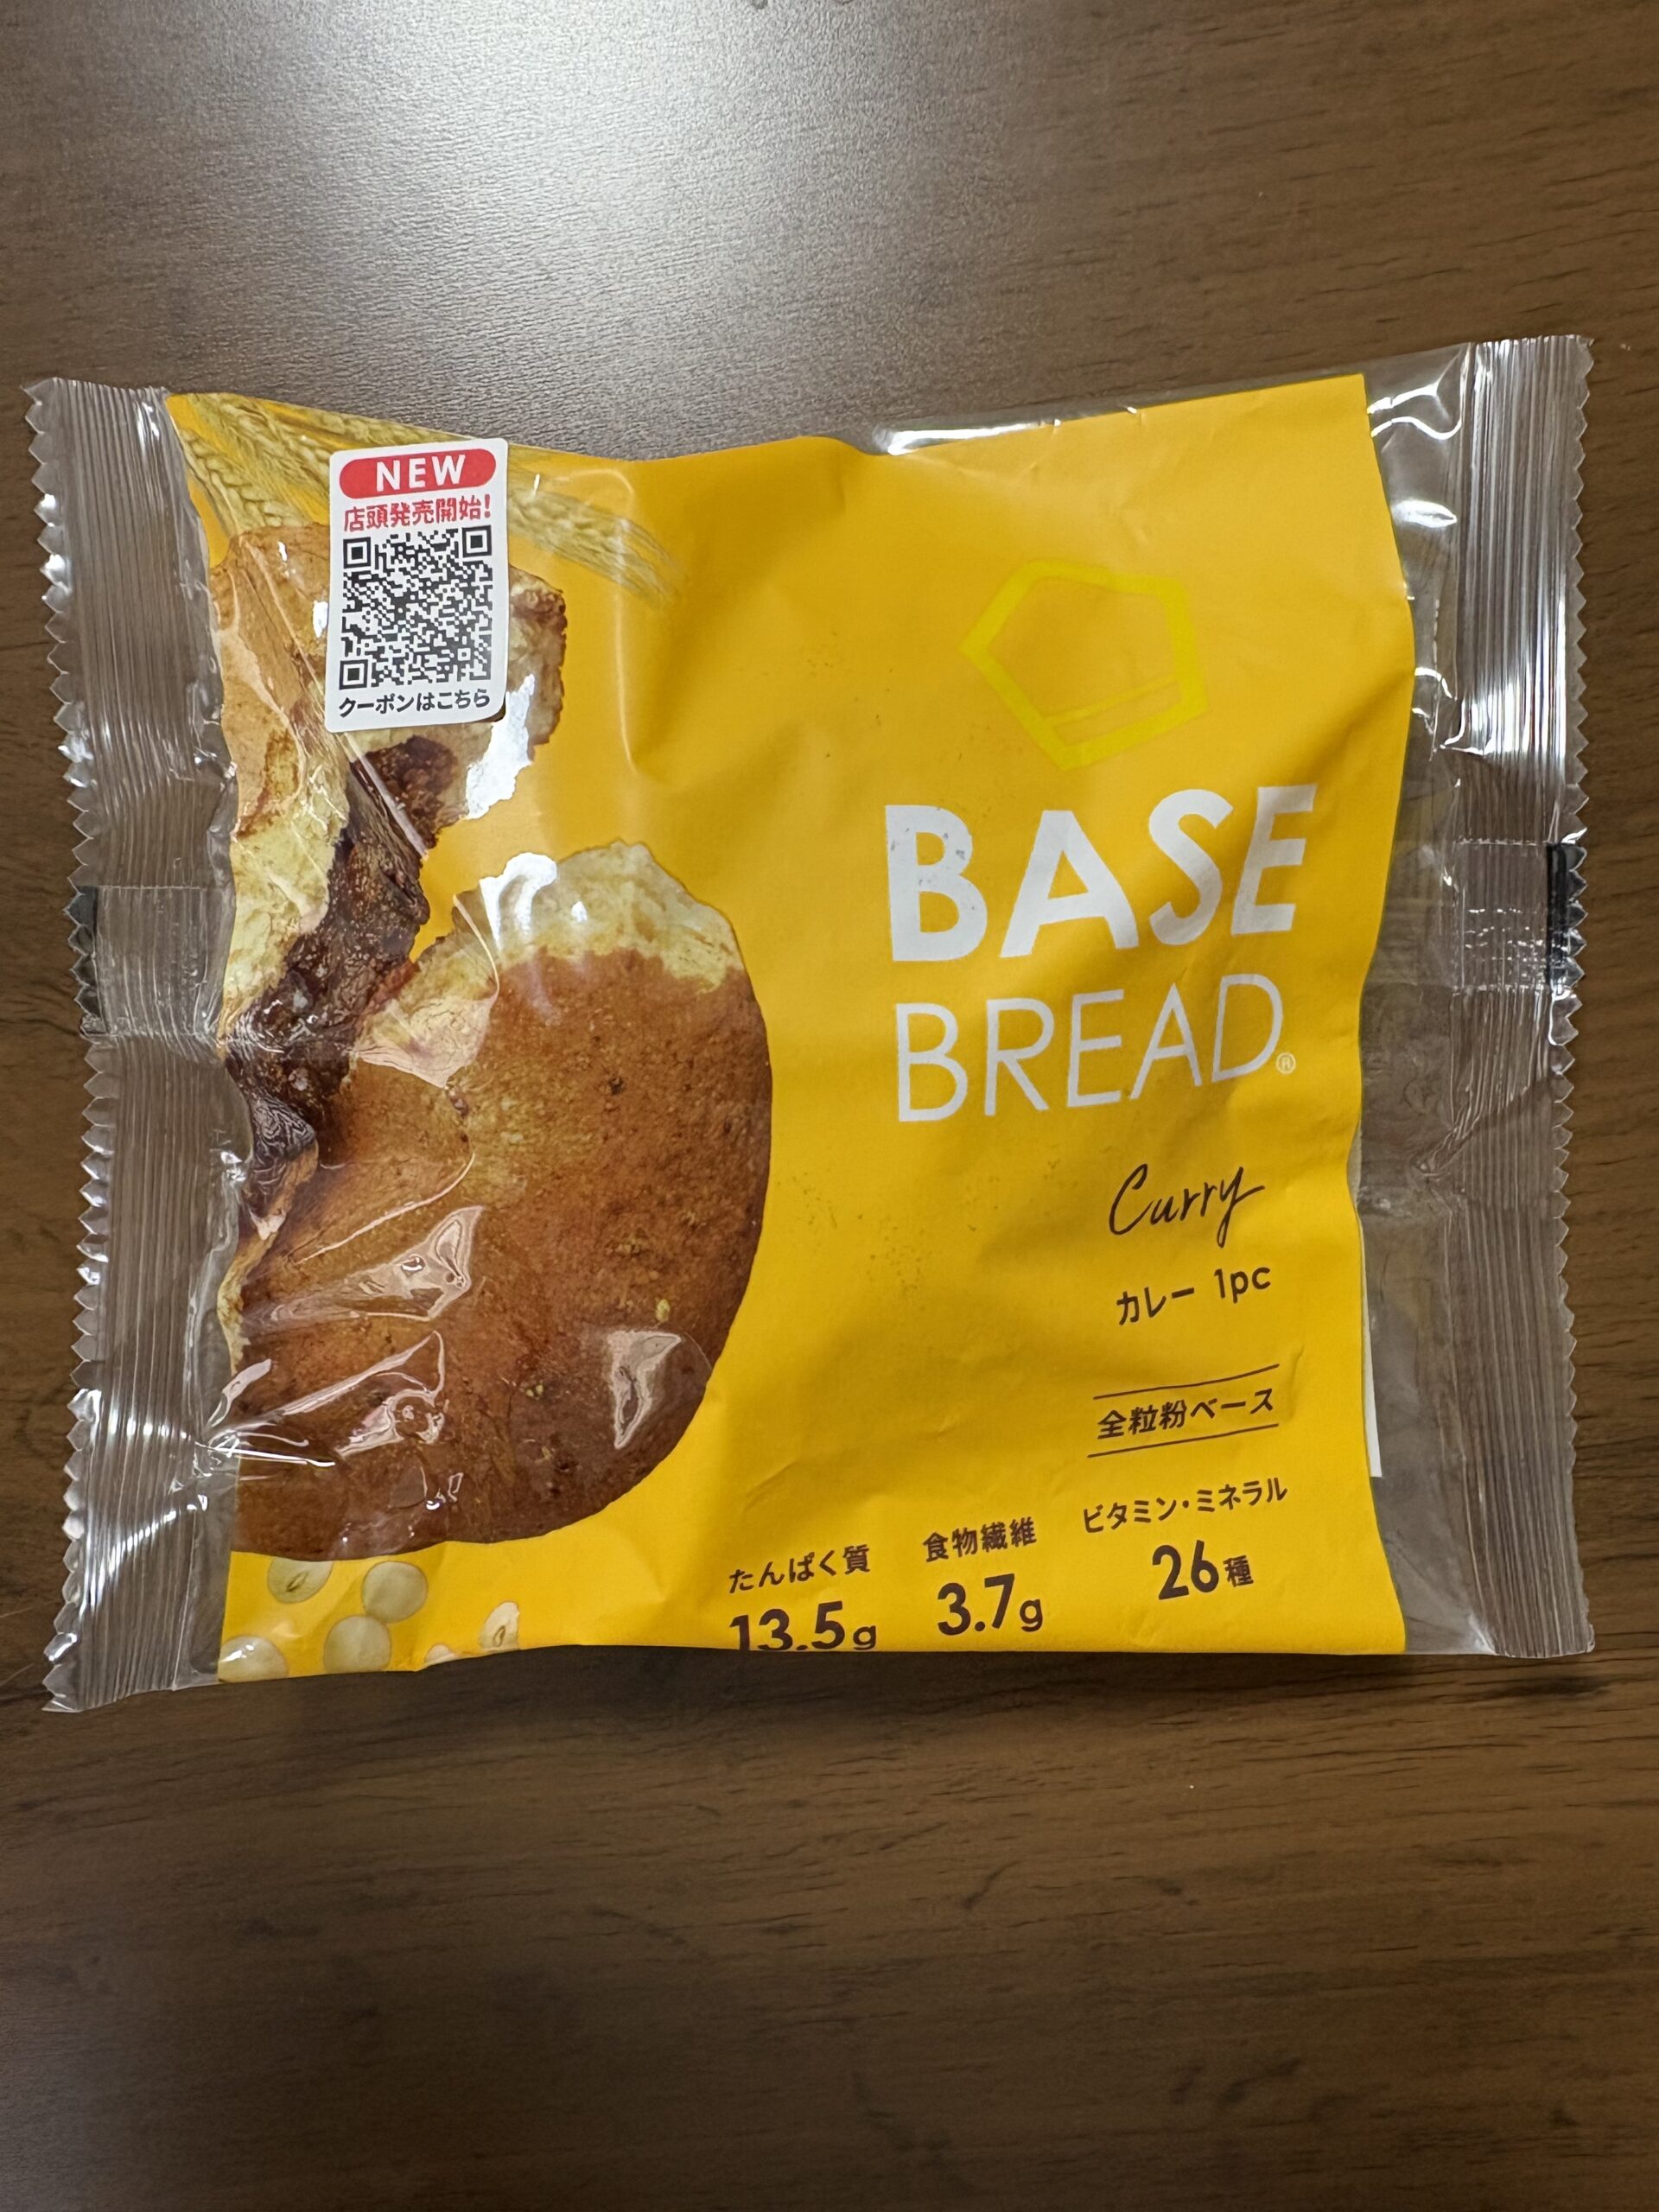 NEW
店頭発売開始!
クーポンはこちら
BASE
BREAD®
Curry
カレー 1pc
全粒粉ベース
たんぱく質
13.5g
食物繊維
3.7g
ビタミン・ミネラル
26種